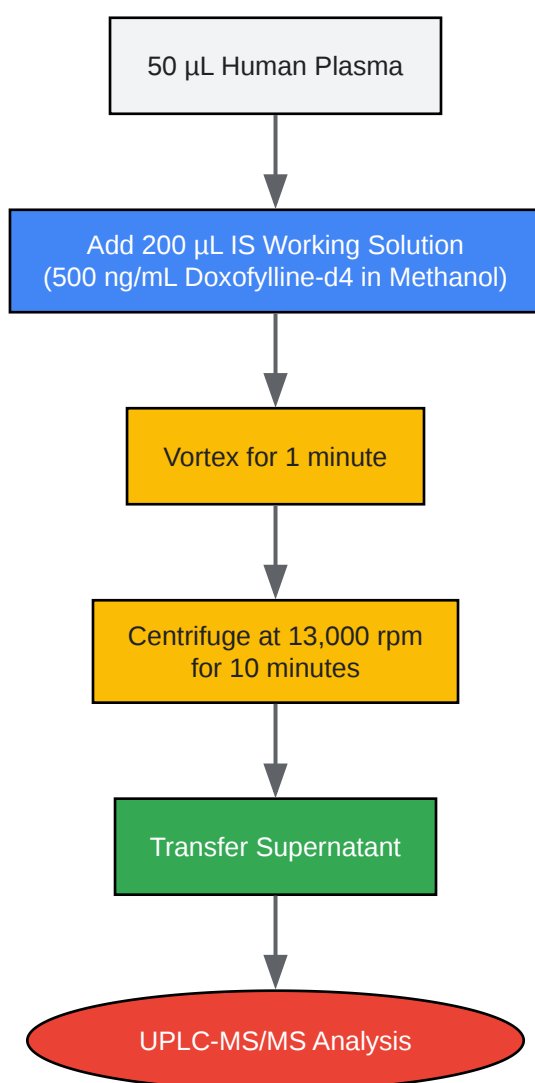 50 µL Human Plasma
Add 200 µL IS Working Solution
(500 ng/mL Doxofylline-d4 in Methanol)
Vortex for 1 minute
Centrifuge at 13,000 rpm
for 10 minutes
Transfer Supernatant
UPLC-MS/MS Analysis